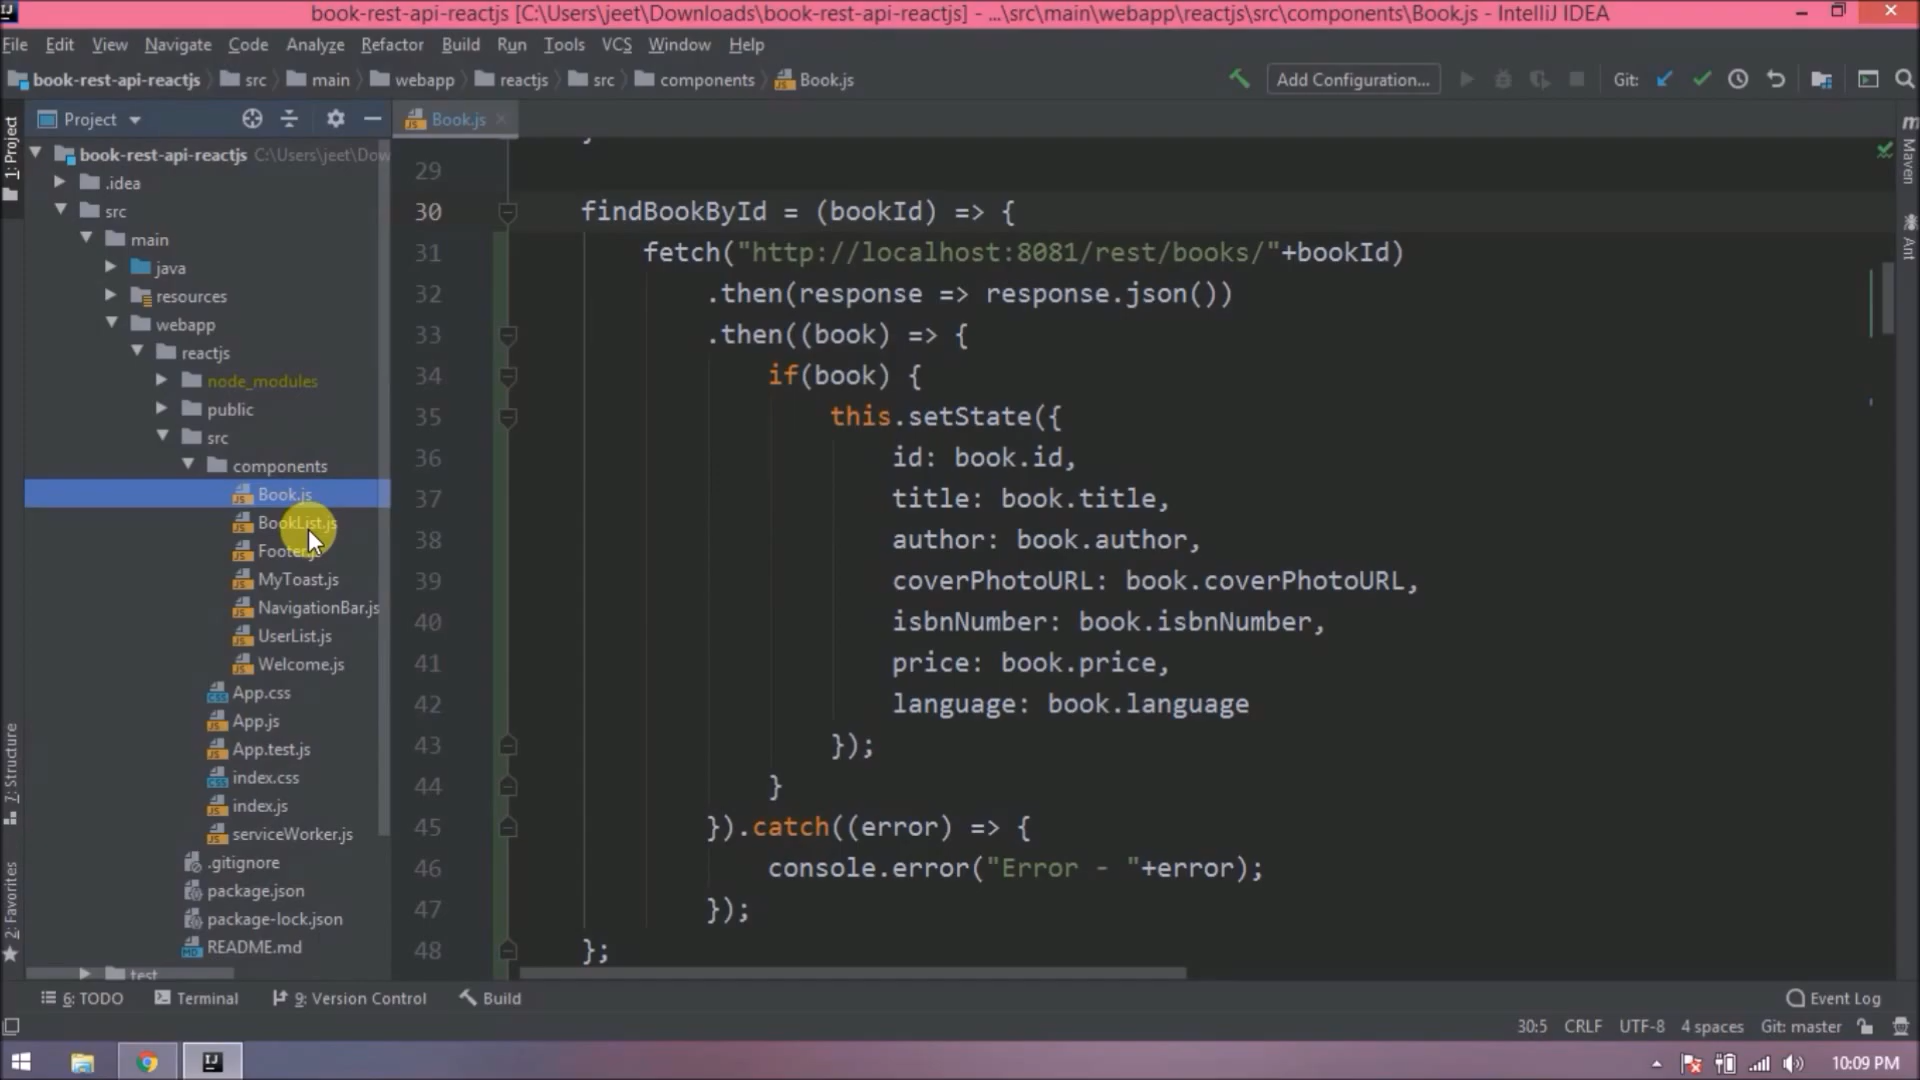 book-rest-api-reactjs [C:\Users\jeet\Downloads\book-rest-api-reactjs] - ...\src\main\webapp\reactjs\src\components\Book.js - IntelliJ IDEA
File Edit View Navigate Code Analyze Refactor Build Run Tools VCS Window Help
book-rest-api-reactjs src main webapp reactjs src components Book.js Add Configuration... Git:
Project
Book.js
1: Project
7: Structure
2: Favorites
book-rest-api-reactjs C:\Users\jeet\Dow
.idea
src
main
java
resources
webapp
reactjs
node_modules
public
src
components
Book.js
BookList.js
Footer.js
MyToast.js
NavigationBar.js
UserList.js
Welcome.js
App.css
App.js
App.test.js
index.css
index.js
serviceWorker.js
.gitignore
package.json
package-lock.json
README.md
test
29
30 findBookById = (bookId) => {
31 fetch("http://localhost:8081/rest/books/"+bookId)
32 .then(response => response.json())
33 .then((book) => {
34 if(book) {
35 this.setState({
36 id: book.id,
37 title: book.title,
38 author: book.author,
39 coverPhotoURL: book.coverPhotoURL,
40 isbnNumber: book.isbnNumber,
41 price: book.price,
42 language: book.language
43 });
44 }
45 }).catch((error) => {
46 console.error("Error - "+error);
47 });
48 };
Maven
Ant
6: TODO Terminal 9: Version Control Build Event Log
30:5 CRLF UTF-8 4 spaces Git: master
10:09 PM